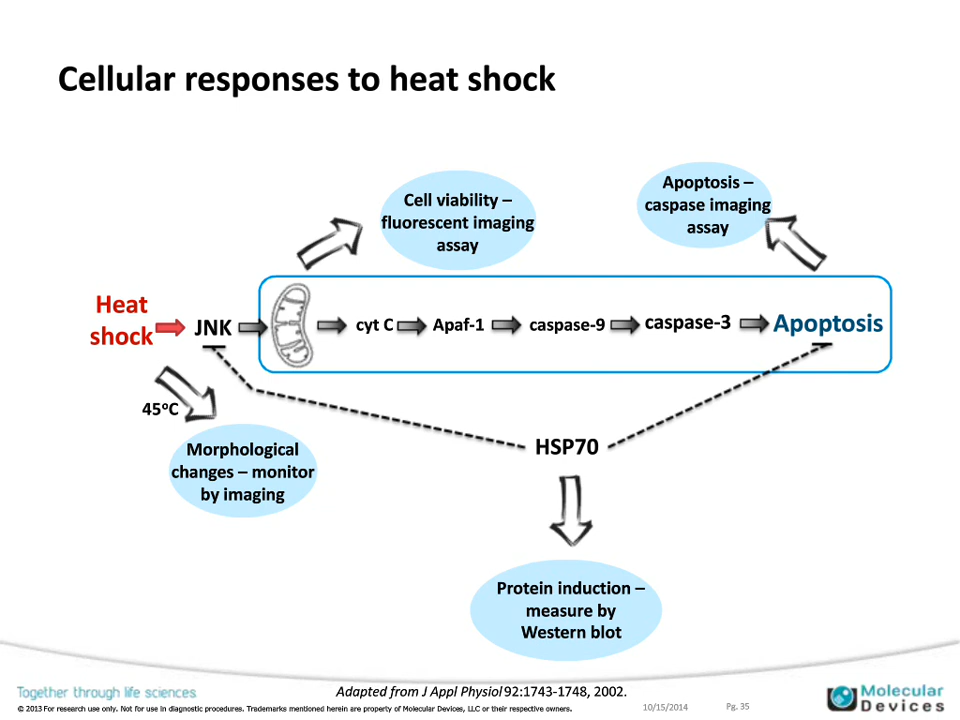 Cellular responses to heat shock
Cell viability –
fluorescent imaging
assay
Apoptosis –
caspase imaging
assay
Heat
shock
JNK
cyt C
Apaf-1
caspase-9
caspase-3
Apoptosis
45°C
Morphological
changes – monitor
by imaging
HSP70
Protein induction –
measure by
Western blot
Adapted from J Appl Physiol 92:1743-1748, 2002.
Together through life sciences
© 2013 For research use only. Not for use in diagnostic procedures. Trademarks mentioned herein are property of Molecular Devices, LLC or their respective owners.
10/15/2014
Pg. 35
Molecular
Devices